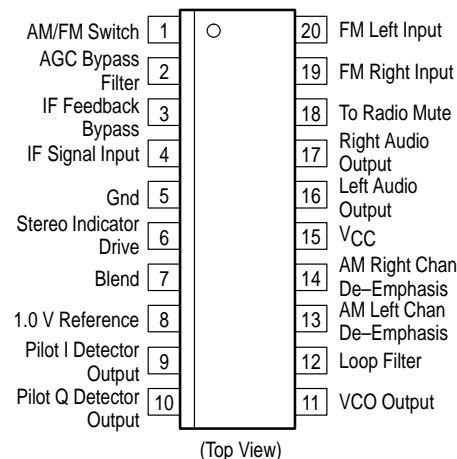 AM/FM Switch 1
AGC Bypass
Filter 2
IF Feedback
Bypass 3
IF Signal Input 4
Gnd 5
Stereo Indicator
Drive 6
Blend 7
1.0 V Reference 8
Pilot I Detector
Output 9
Pilot Q Detector
Output 10
20 FM Left Input
19 FM Right Input
18 To Radio Mute
17 Right Audio
Output
16 Left Audio
Output
15 VCC
14 AM Right Chan
De–Emphasis
13 AM Left Chan
De–Emphasis
12 Loop Filter
11 VCO Output
(Top View)